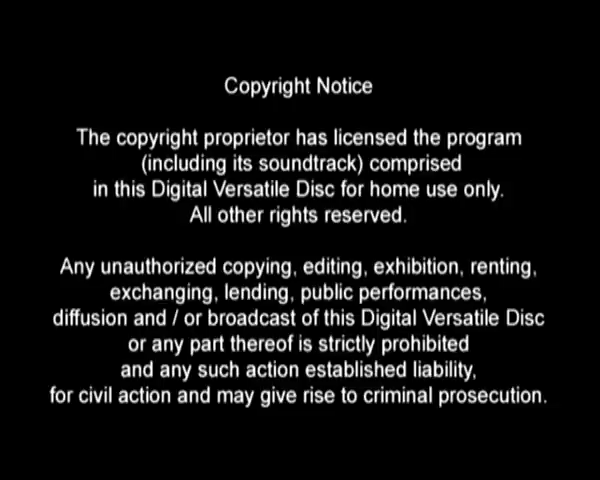 Copyright Notice
The copyright proprietor has licensed the program
(including its soundtrack) comprised
in this Digital Versatile Disc for home use only.
All other rights reserved.
Any unauthorized copying, editing, exhibition, renting,
exchanging, lending, public performances,
diffusion and / or broadcast of this Digital Versatile Disc
or any part thereof is strictly prohibited
and any such action established liability,
for civil action and may give rise to criminal prosecution.